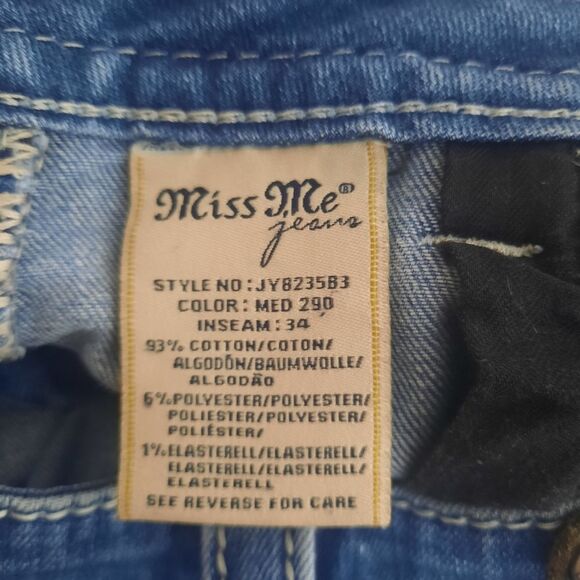 Miss Me®
jeans
STYLE NO: JY8235B3
COLOR: MED 290
INSEAM: 34
93% COTTON/COTON/
ALGODÓN/BAUMWOLLE/
ALGODÃO
6%POLYESTER/POLYESTER/
POLIESTER/POLYESTER/
POLIÉSTER/
1%ELASTERELL/ELASTERELL/
ELASTERELL/ELASTERELL/
ELASTERELL
SEE REVERSE FOR CARE